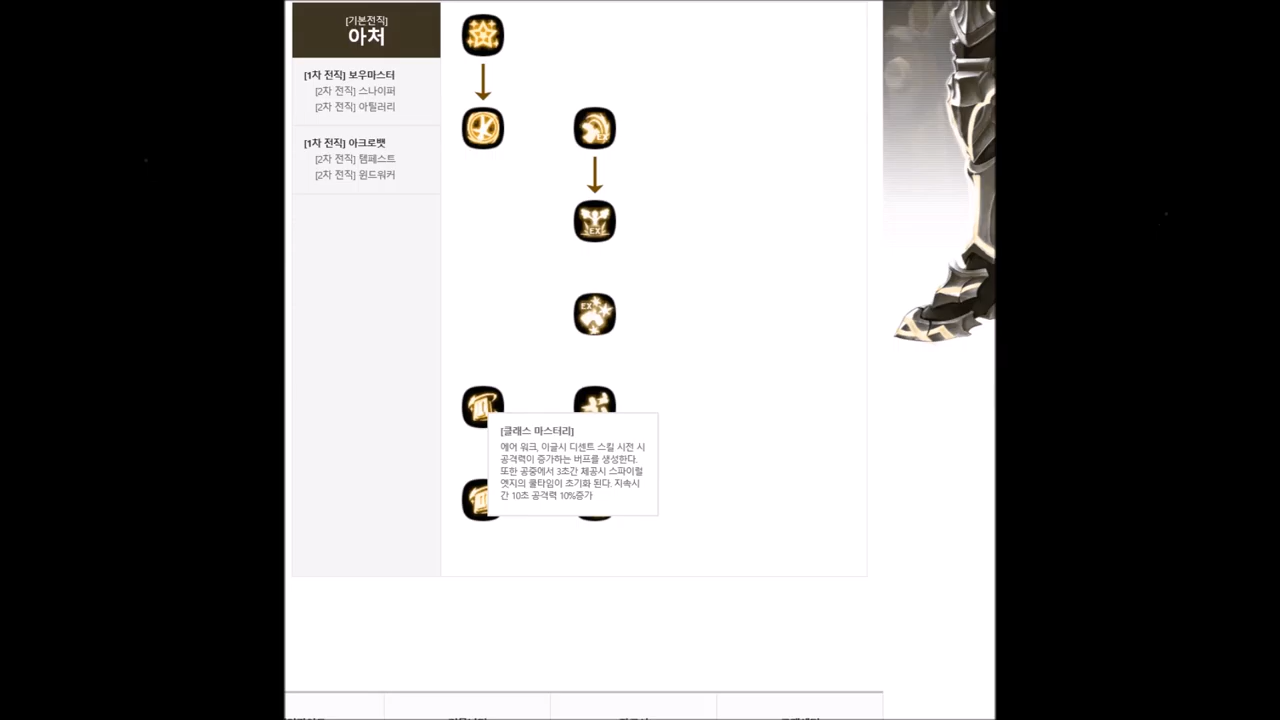 [기본전직]
아처
[1차 전직] 보우마스터
[2차 전직] 스나이퍼
[2차 전직] 아틸러리
[1차 전직] 아크로뱃
[2차 전직] 템페스트
[2차 전직] 윈드워커
EX
EX
EX
[클래스 마스터리]
에어 워크, 이글시 디센트 스킬 시전 시
공격력이 증가하는 버프를 생성한다.
또한 공중에서 3초간 체공시 스파이럴
엣지의 쿨타임이 초기화 된다. 지속시
간 10초 공격력 10%증가